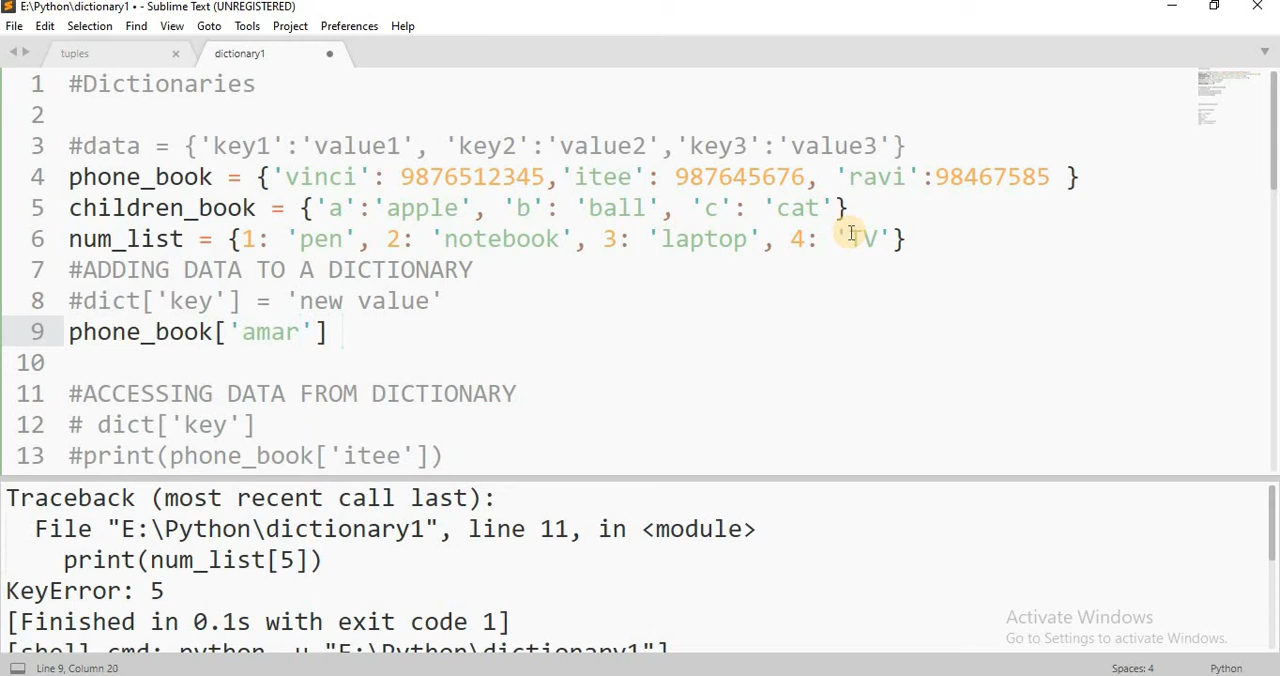 E:\Python\dictionary1 • - Sublime Text (UNREGISTERED)
File Edit Selection Find View Goto Tools Project Preferences Help
tuples dictionary1
1 #Dictionaries
2
3 #data = {'key1':'value1', 'key2':'value2','key3':'value3'}
4 phone_book = {'vinci': 9876512345,'itee': 987645676, 'ravi':98467585 }
5 children_book = {'a':'apple', 'b': 'ball', 'c': 'cat'}
6 num_list = {1: 'pen', 2: 'notebook', 3: 'laptop', 4: 'TV'}
7 #ADDING DATA TO A DICTIONARY
8 #dict['key'] = 'new value'
9 phone_book['amar']
10
11 #ACCESSING DATA FROM DICTIONARY
12 # dict['key']
13 #print(phone_book['itee'])
Traceback (most recent call last):
File "E:\Python\dictionary1", line 11, in <module>
print(num_list[5])
KeyError: 5
[Finished in 0.1s with exit code 1]
[shell_cmd: python -u "E:\Python\dictionary1"]
Activate Windows
Go to Settings to activate Windows.
Line 9, Column 20 Spaces: 4 Python